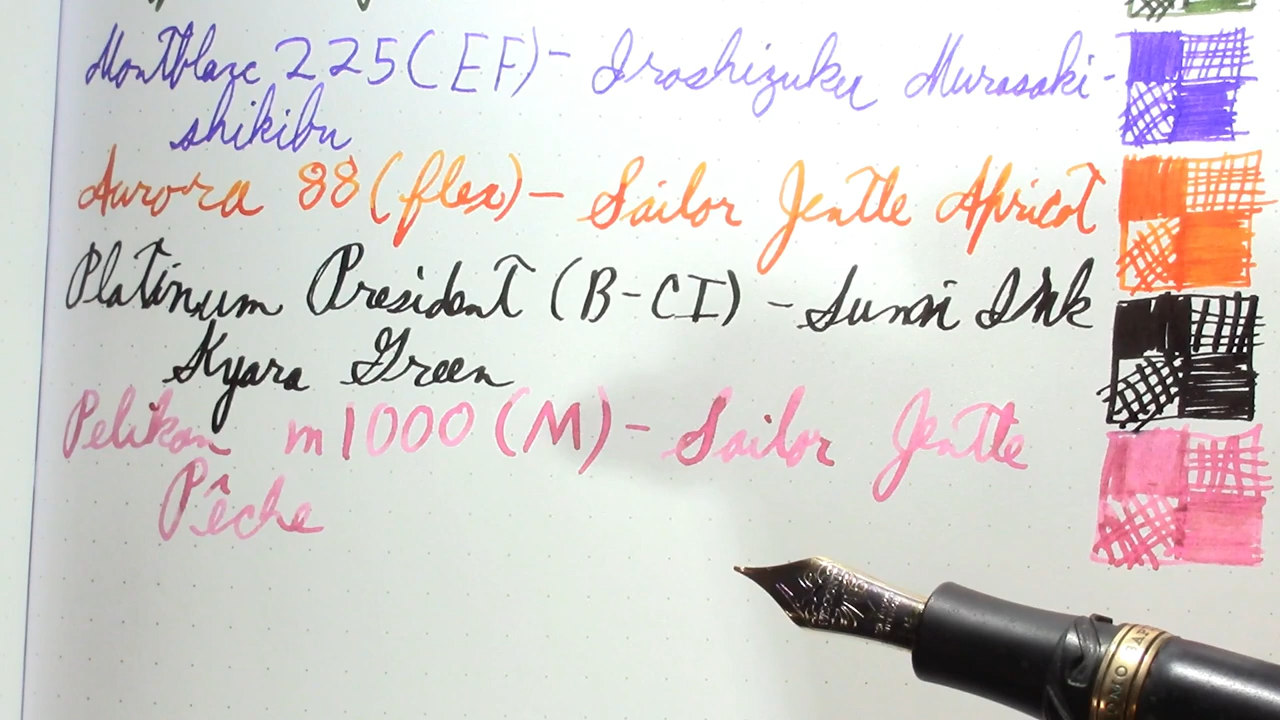 Montblanc 225 (EF) - Iroshizuku Murasaki-
shikibu
Aurora 88 (flex) - Sailor Jentle Apricot
Platinum President (B-CI) - Sumi Ink
Kyara Green
Pelikan m1000 (M) - Sailor Jentle
Pêche